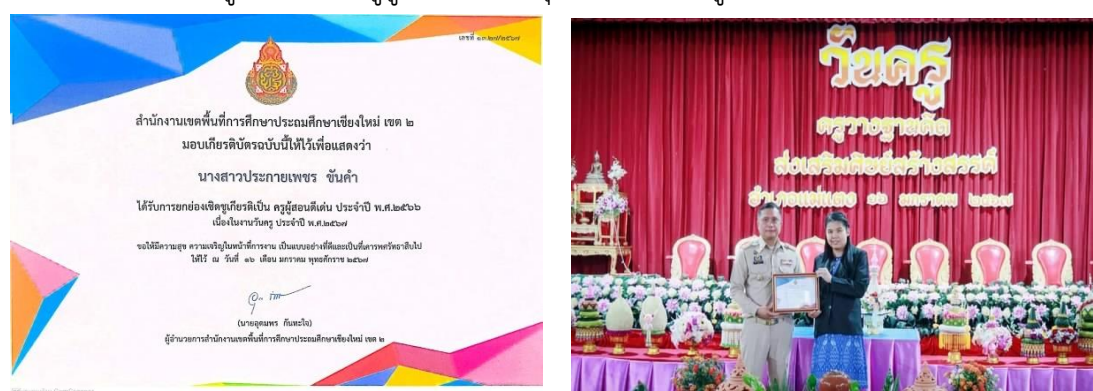 เลขที่
สำนักงานเขตพื้นที่การศึกษาประถมศึกษาเชียงใหม่ เขต ๒
มอบเกียรติบัตรฉบับนี้ให้ไว้เพื่อแสดงว่า
นางสาวประกายเพชร ขันคำ
ได้รับการยกย่องเชิดชูเกียรติเป็น ครูผู้สอนดีเด่น ประจำปี พ.ศ.๒๕๖๖
เนื่องในงานวันครู ประจำปี พ.ศ.๒๕๖๗
ขอให้มีความสุข ความเจริญในหน้าที่การงาน เป็นแบบอย่างที่ดีและเป็นที่เคารพศรัทธาสืบไป
ให้ไว้ ณ วันที่ ๑๖ เดือน มกราคม พุทธศักราช ๒๕๖๗
(นายอุดมพร กันทะใจ)
ผู้อำนวยการสำนักงานเขตพื้นที่การศึกษาประถมศึกษาเชียงใหม่ เขต ๒
วันครู
ครูวางฐานคิด
ส่งเสริมศิษย์สร้างสรรค์
อำเภอแม่แตง ๑๖ มกราคม ๒๕๖๗